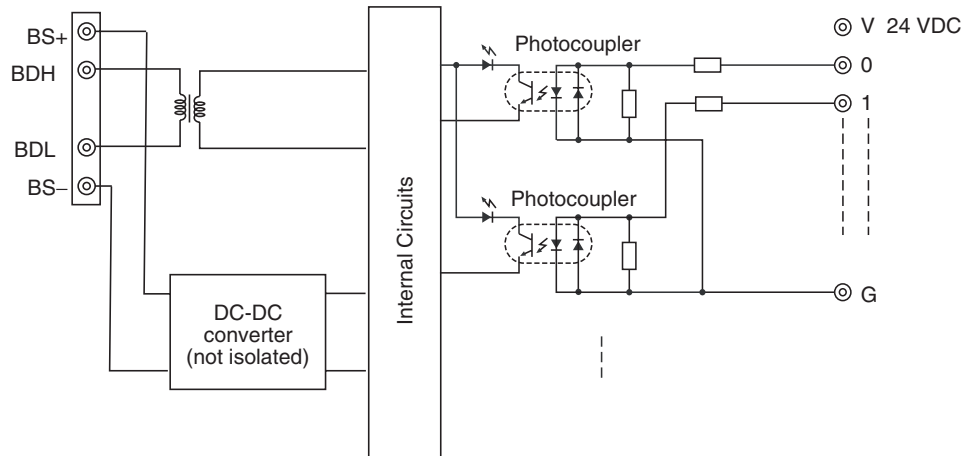 BS+
BDH
BDL
BS−
DC-DC
converter
(not isolated)
Internal Circuits
Photocoupler
Photocoupler
V 24 VDC
0
1
G